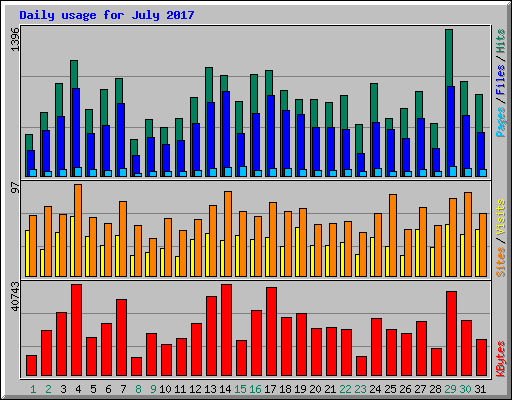 Daily usage for July 2017
1396
Pages / Files / Hits
97
Sites / Visits
40743
KBytes
1 2 3 4 5 6 7 8 9 10 11 12 13 14 15 16 17 18 19 20 21 22 23 24 25 26 27 28 29 30 31